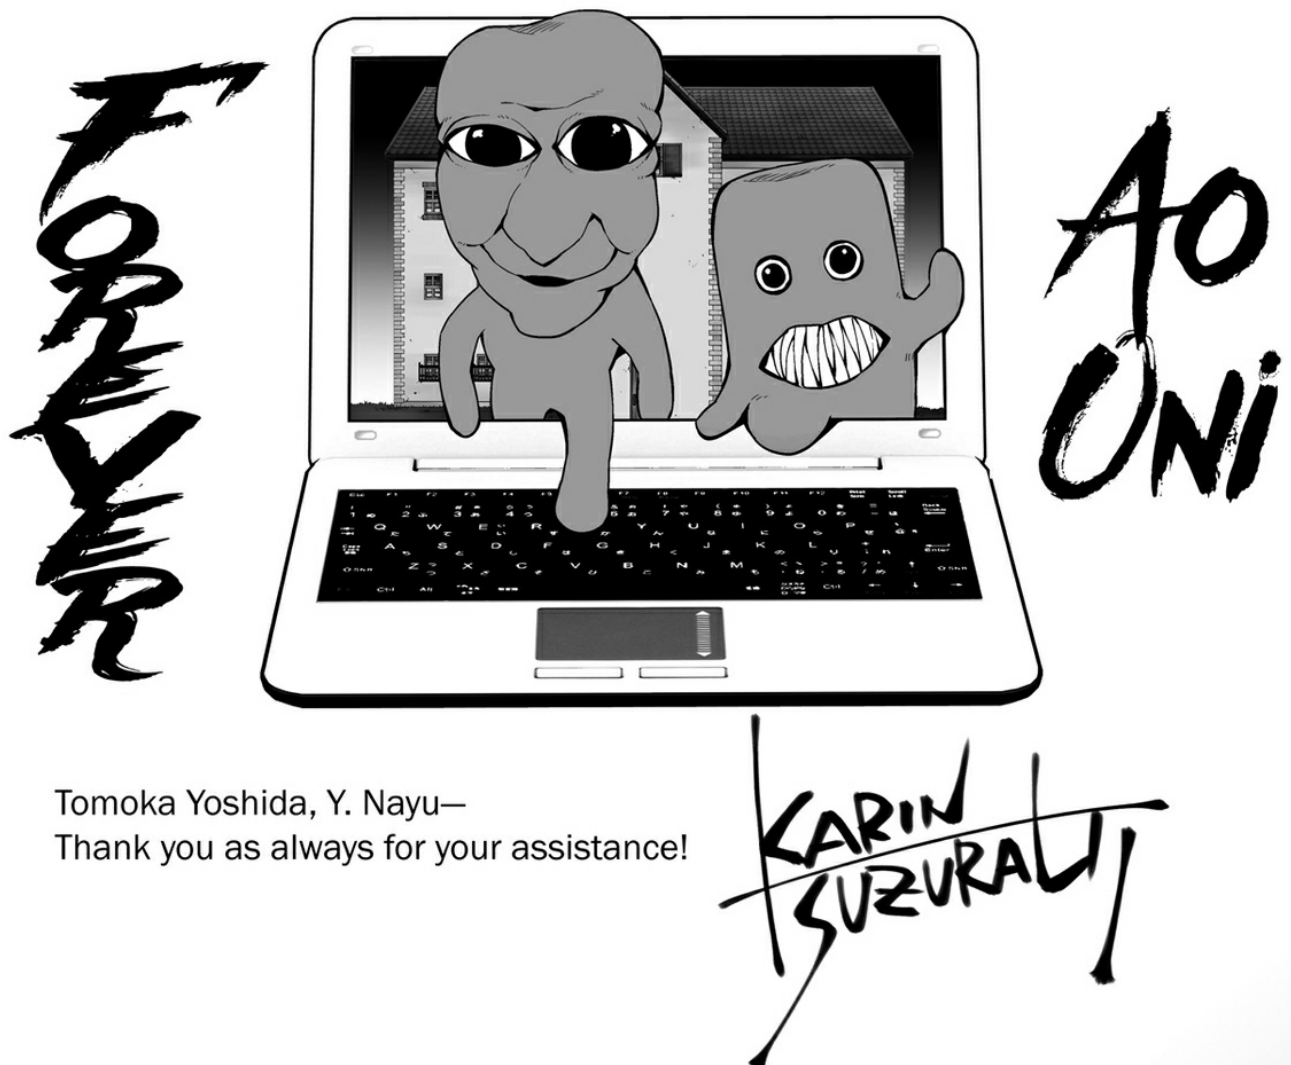 FOREVER
AO
ONI
Tomoka Yoshida, Y. Nayu—
Thank you as always for your assistance!
KARIN
SUZURAGI
Q W E R Y U I O P
A S D F G H J K L
Z X C V B N M